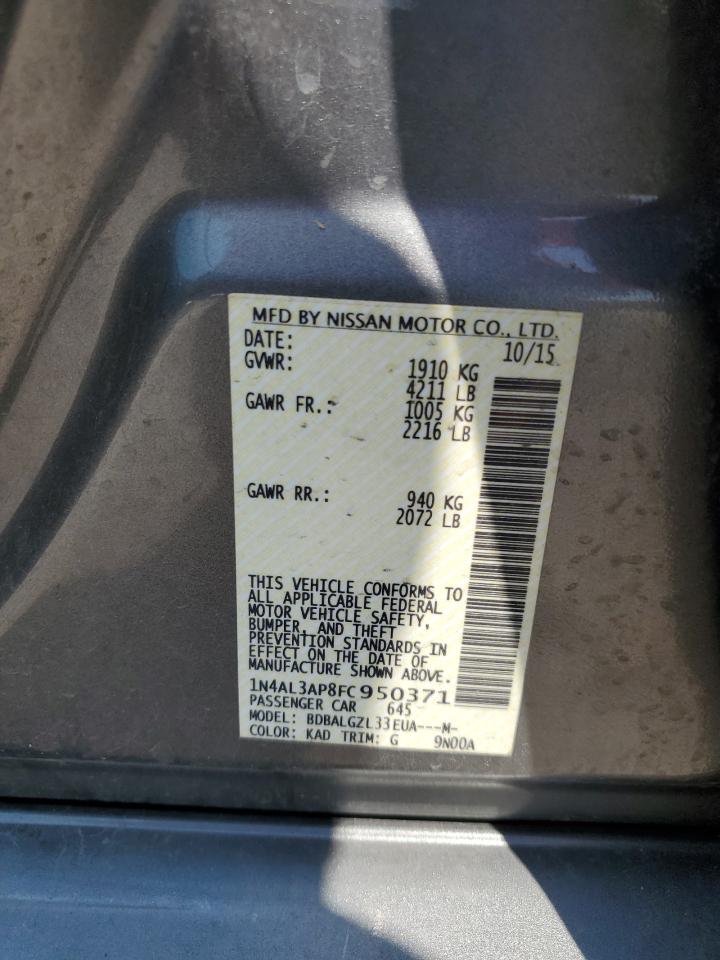 MFD BY NISSAN MOTOR CO., LTD.
DATE: 10/15
GVWR: 1910 KG
4211 LB
GAWR FR.: 1005 KG
2216 LB
GAWR RR.: 940 KG
2072 LB
THIS VEHICLE CONFORMS TO
ALL APPLICABLE FEDERAL
MOTOR VEHICLE SAFETY,
BUMPER, AND THEFT
PREVENTION STANDARDS IN
EFFECT ON THE DATE OF
MANUFACTURE SHOWN ABOVE.
1N4AL3AP8FC950371
PASSENGER CAR 645
MODEL: BDBALGZL33EUA---M-
COLOR: KAD TRIM: G 9N00A